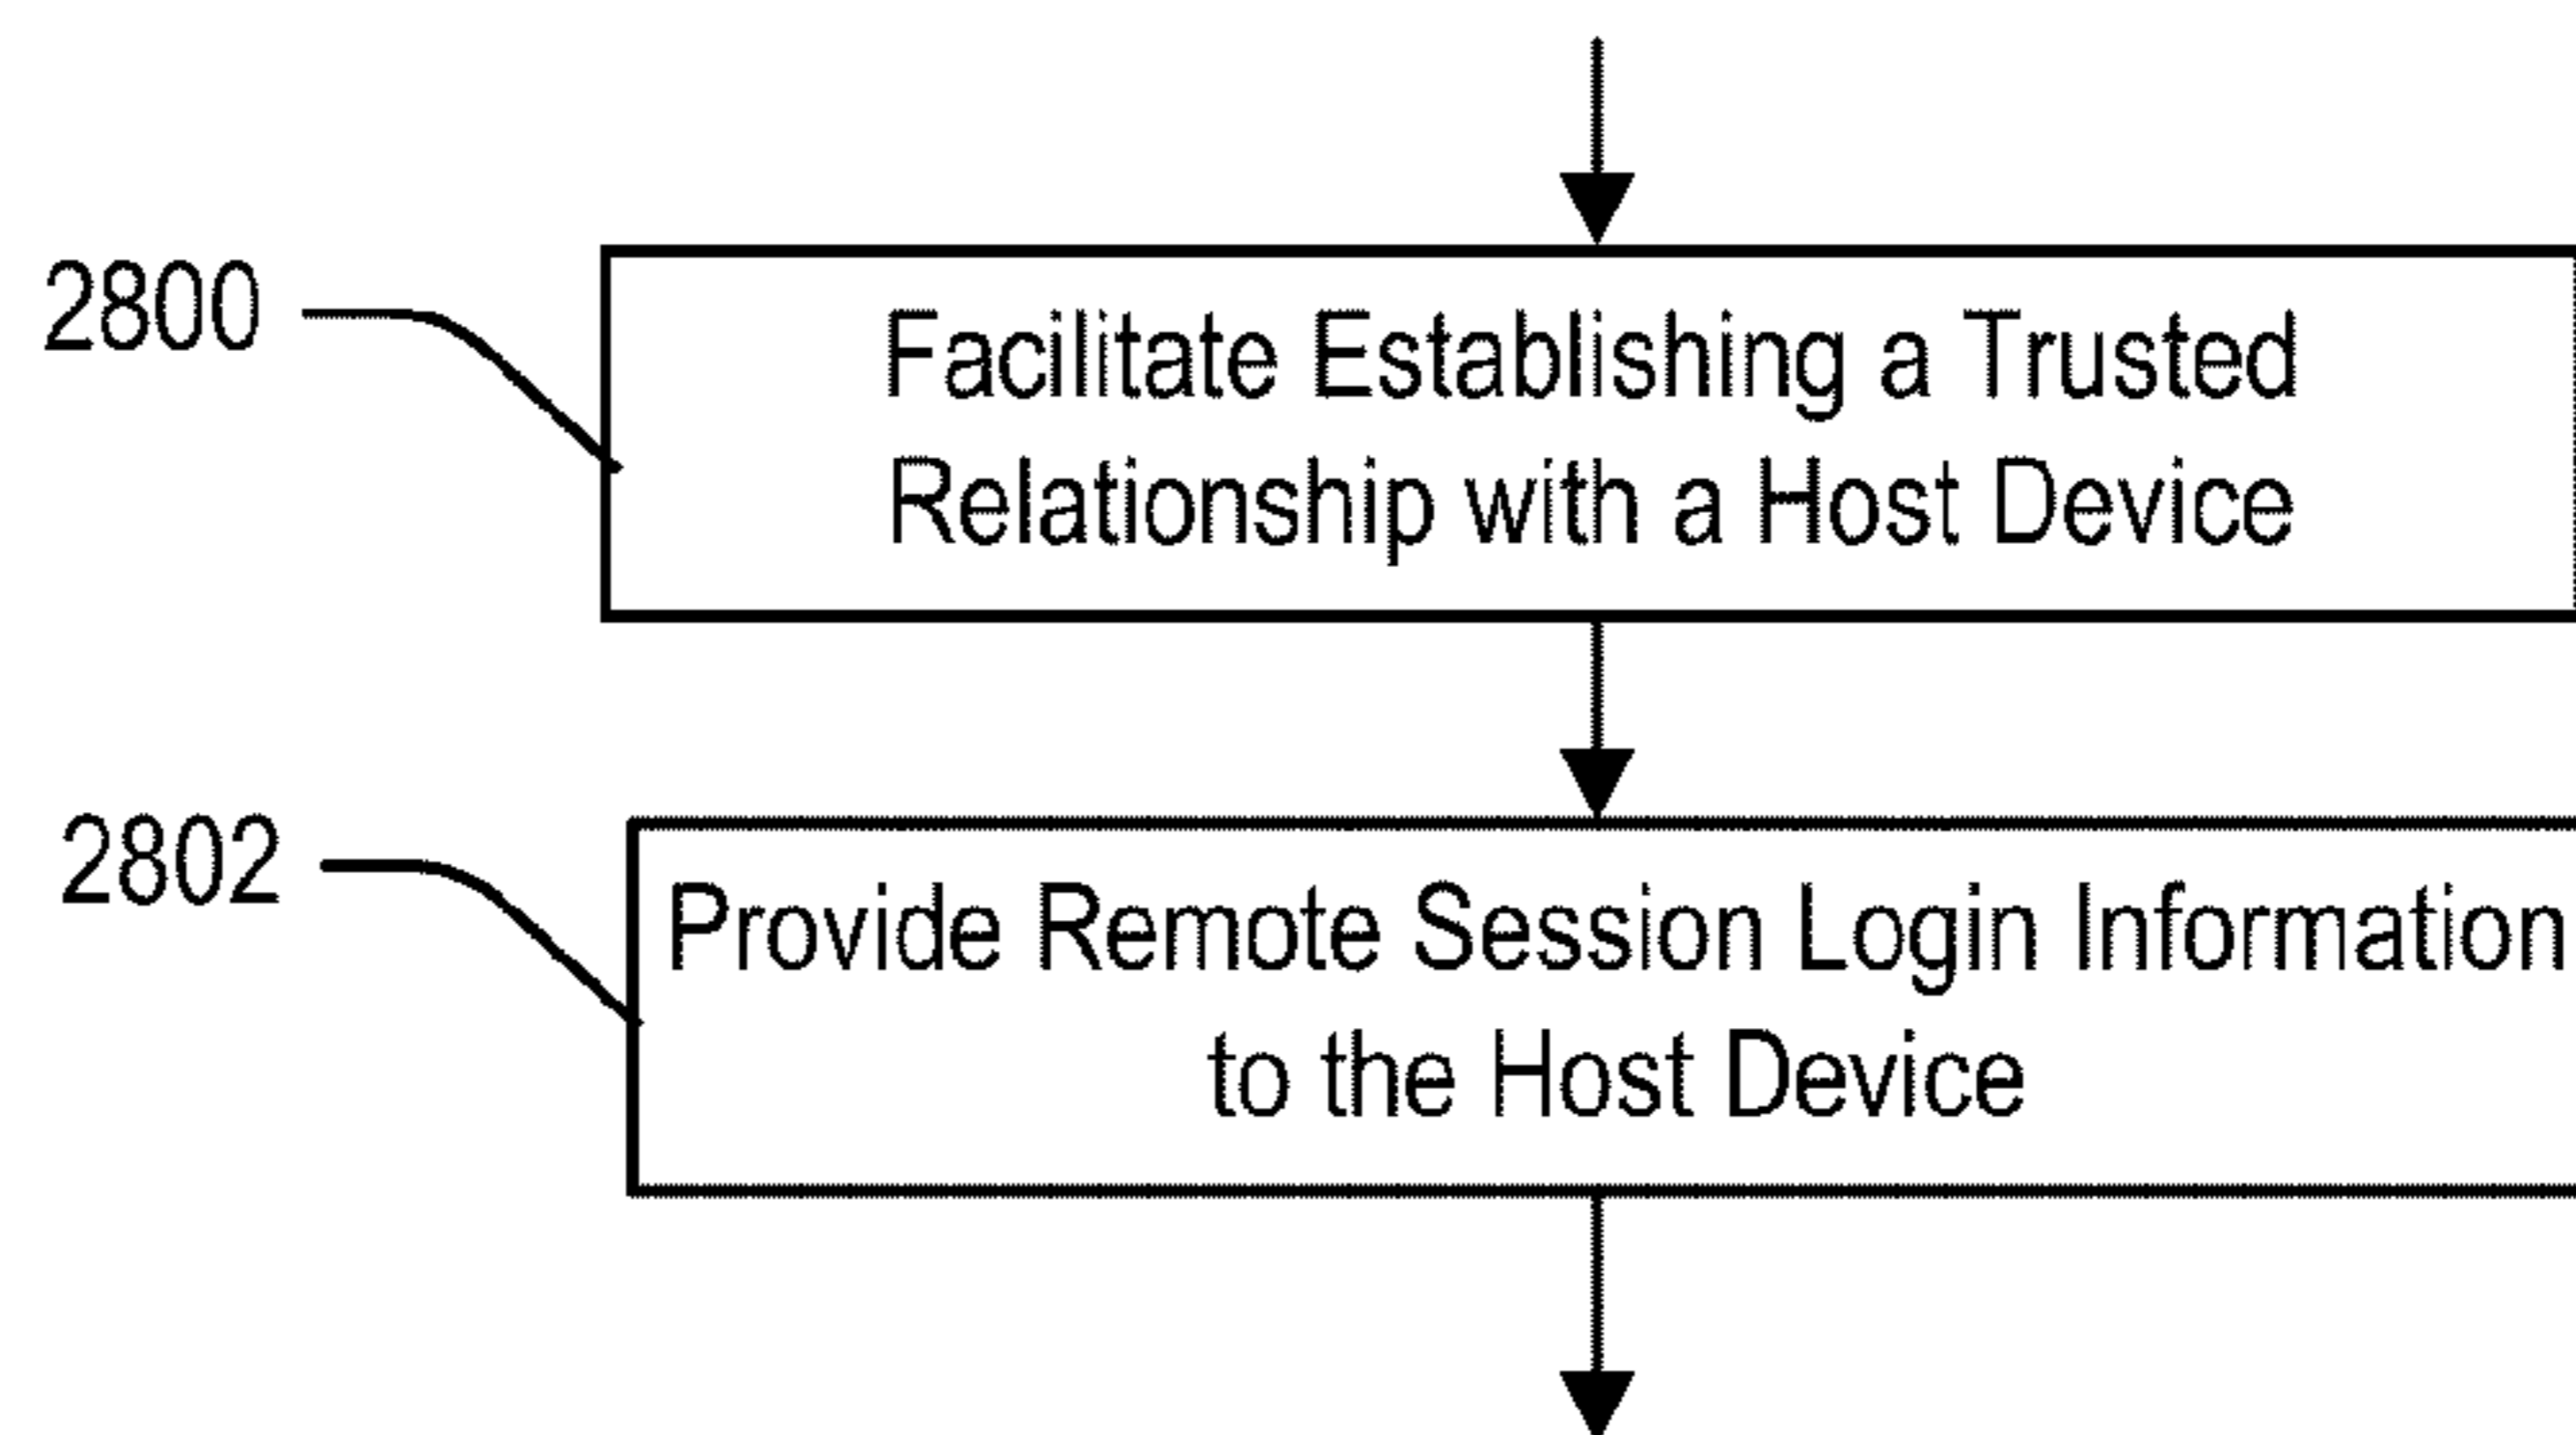 2800
Facilitate Establishing a Trusted
Relationship with a Host Device
2802
Provide Remote Session Login Information
to the Host Device